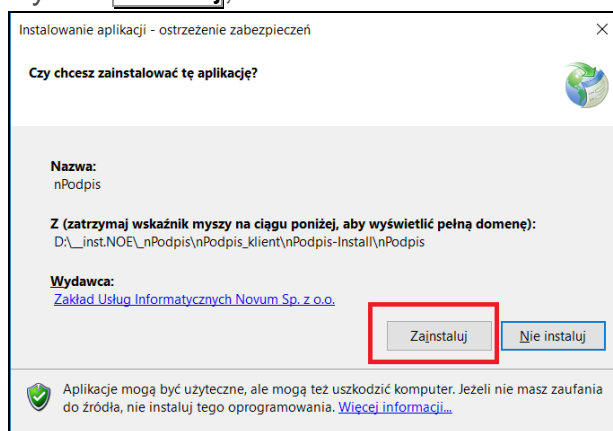 Instalowanie aplikacji - ostrzeżenie zabezpieczeń
Czy chcesz zainstalować tę aplikację?
Nazwa:
nPodpis
Z (zatrzymaj wskaźnik myszy na ciągu poniżej, aby wyświetlić pełną domenę):
D:\__inst.NOE\_nPodpis\nPodpis_klient\nPodpis-Install\nPodpis
Wydawca:
Zakład Usług Informatycznych Novum Sp. z o.o.
Zainstaluj
Nie instaluj
Aplikacje mogą być użyteczne, ale mogą też uszkodzić komputer. Jeżeli nie masz zaufania
do źródła, nie instaluj tego oprogramowania. Więcej informacji...